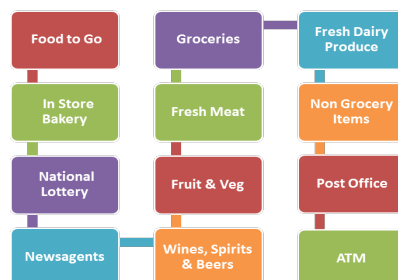 Food to Go
In Store
Bakery
National
Lottery
Newsagents
Wines, Spirits
& Beers
Fruit & Veg
Fresh Meat
Groceries
Fresh Dairy
Produce
Non Grocery
Items
Post Office
ATM